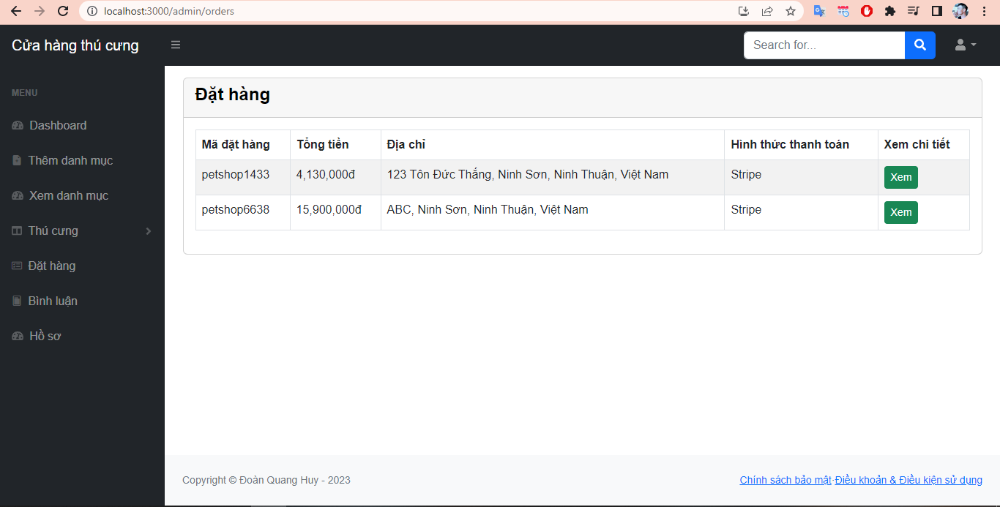 localhost:3000/admin/orders
Cửa hàng thú cưng
Search for...
MENU
Dashboard
Thêm danh mục
Xem danh mục
Thú cưng
Đặt hàng
Bình luận
Hồ sơ
Đặt hàng
Mã đặt hàng Tổng tiền Địa chỉ Hình thức thanh toán Xem chi tiết
petshop1433 4,130,000đ 123 Tôn Đức Thắng, Ninh Sơn, Ninh Thuận, Việt Nam Stripe Xem
petshop6638 15,900,000đ ABC, Ninh Sơn, Ninh Thuận, Việt Nam Stripe Xem
Copyright © Đoàn Quang Huy - 2023
Chính sách bảo mật·Điều khoản & Điều kiện sử dụng